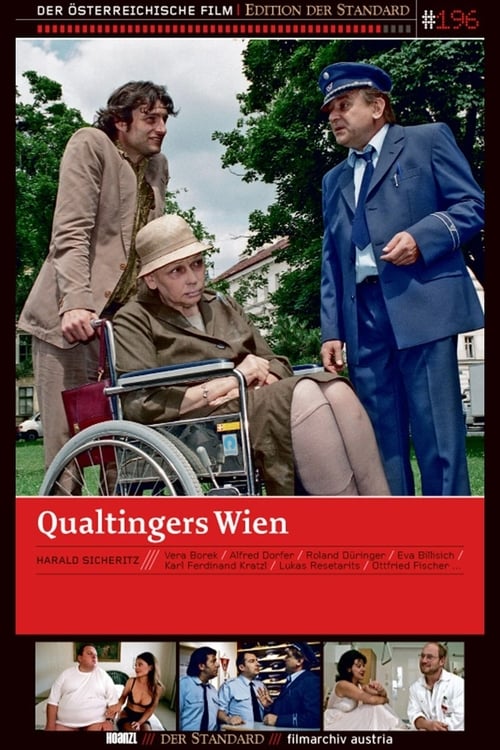 DER ÖSTERREICHISCHE FILM | EDITION DER STANDARD
#196
Qualtingers Wien
HARALD SICHERITZ /// Vera Borek / Alfred Dorfer / Roland Düringer / Eva Billisich /
Karl Ferdinand Kratzl / Lukas Resetarits / Ottfried Fischer ...
HOANZL /// DER STANDARD /// filmarchiv austria